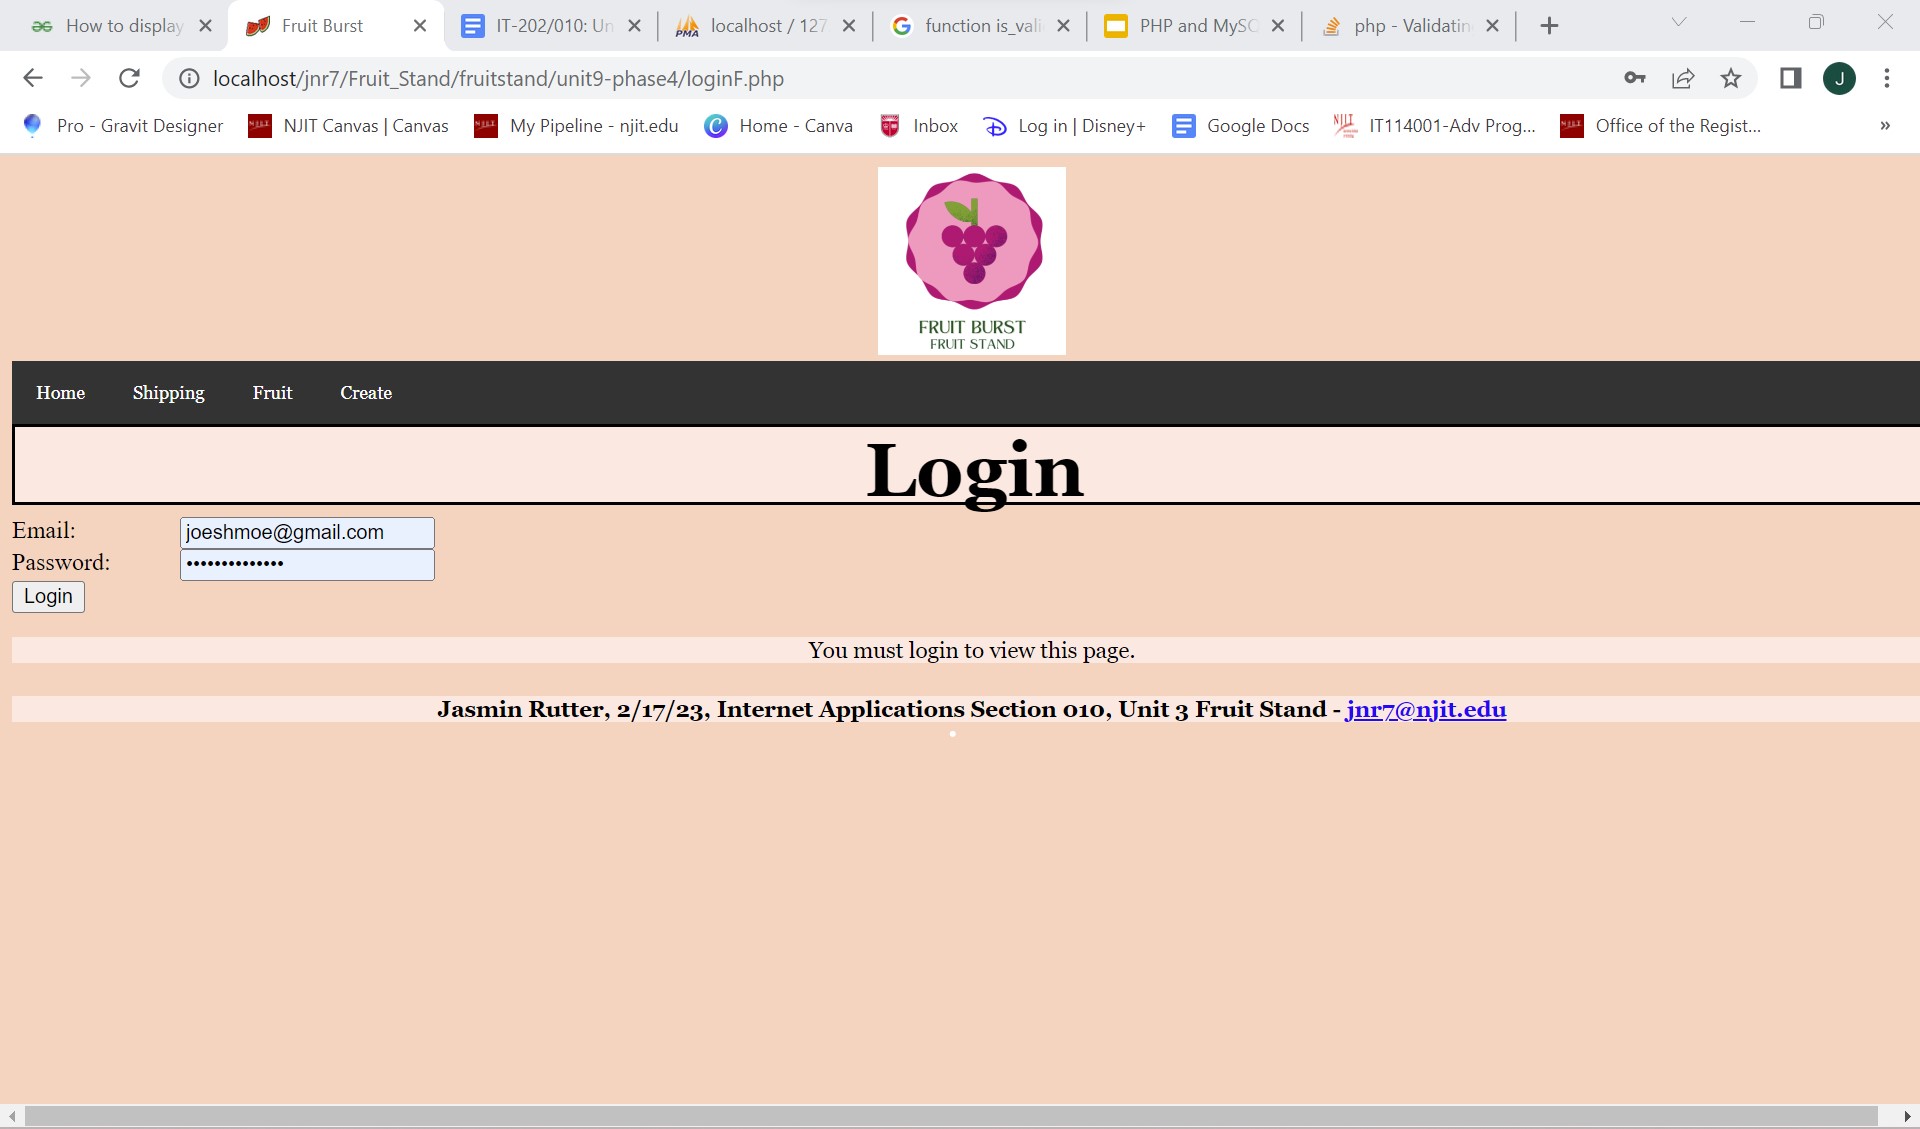 How to display
Fruit Burst
IT-202/010: Un
localhost / 127
function is_vali
PHP and MySQ
php - Validatin
localhost/jnr7/Fruit_Stand/fruitstand/unit9-phase4/loginF.php
J
Pro - Gravit Designer
NJIT Canvas | Canvas
My Pipeline - njit.edu
Home - Canva
Inbox
Log in | Disney+
Google Docs
IT114001-Adv Prog...
Office of the Regist...
»
FRUIT BURST
FRUIT STAND
Home Shipping Fruit Create
Login
Email: joeshmoe@gmail.com
Password: ••••••••••••••
Login
You must login to view this page.
Jasmin Rutter, 2/17/23, Internet Applications Section 010, Unit 3 Fruit Stand - jnr7@njit.edu